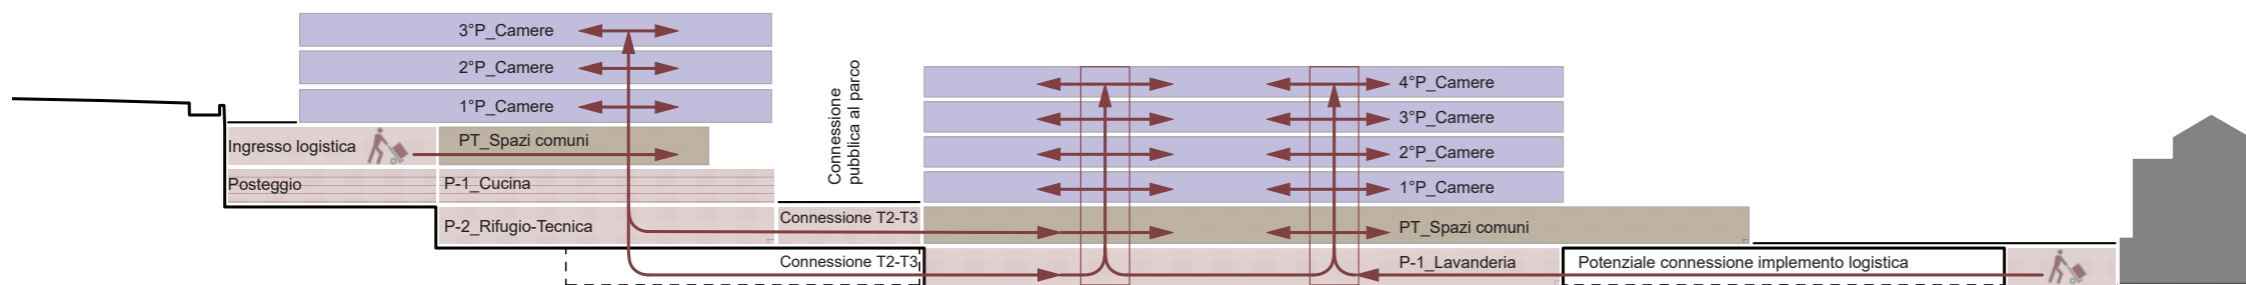 3°P_Camere
2°P_Camere
1°P_Camere
Ingresso logistica
PT_Spazi comuni
Posteggio
P-1_Cucina
P-2_Rifugio-Tecnica
Connessione
pubblica al parco
Connessione T2-T3
Connessione T2-T3
4°P_Camere
3°P_Camere
2°P_Camere
1°P_Camere
PT_Spazi comuni
P-1_Lavanderia
Potenziale connessione implemento logistica